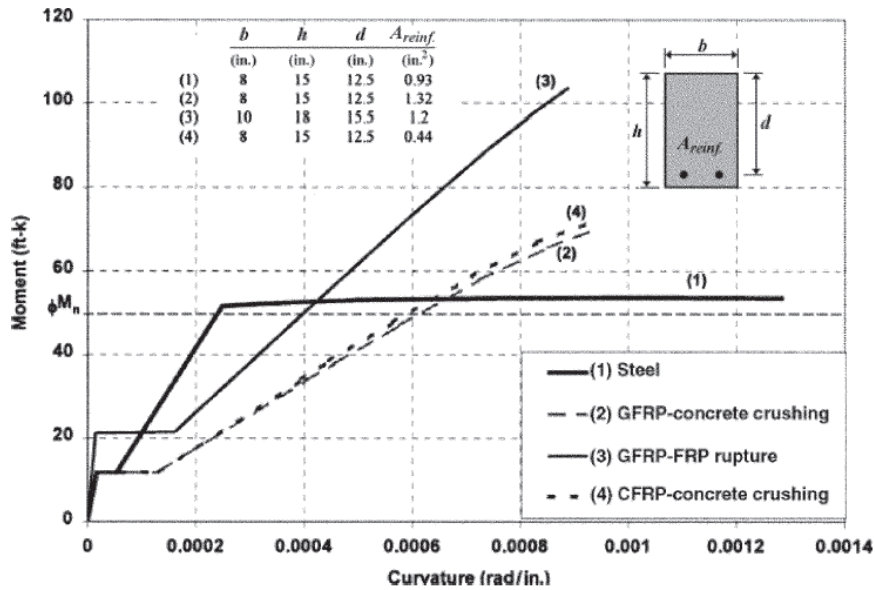 b h d A_reinf.
(in.) (in.) (in.) (in.²)
(1) 8 15 12.5 0.93
(2) 8 15 12.5 1.32
(3) 10 18 15.5 1.2
(4) 8 15 12.5 0.44
b
h
d
A_reinf.
(3)
(4)
(2)
(1)
120
100
80
60
ϕM_n
40
20
0
Moment (ft-k)
(1) Steel
(2) GFRP-concrete crushing
(3) GFRP-FRP rupture
(4) CFRP-concrete crushing
0 0.0002 0.0004 0.0006 0.0008 0.001 0.0012 0.0014
Curvature (rad/in.)